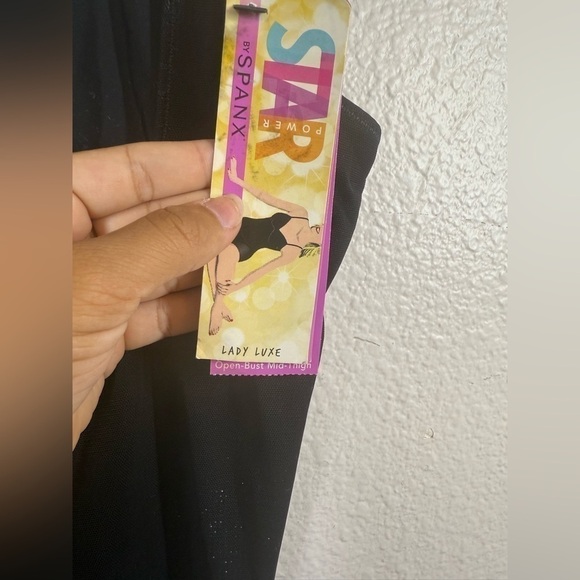 STAR
POWER
BY SPANX
LADY LUXE
Open-Bust Mid-Thigh